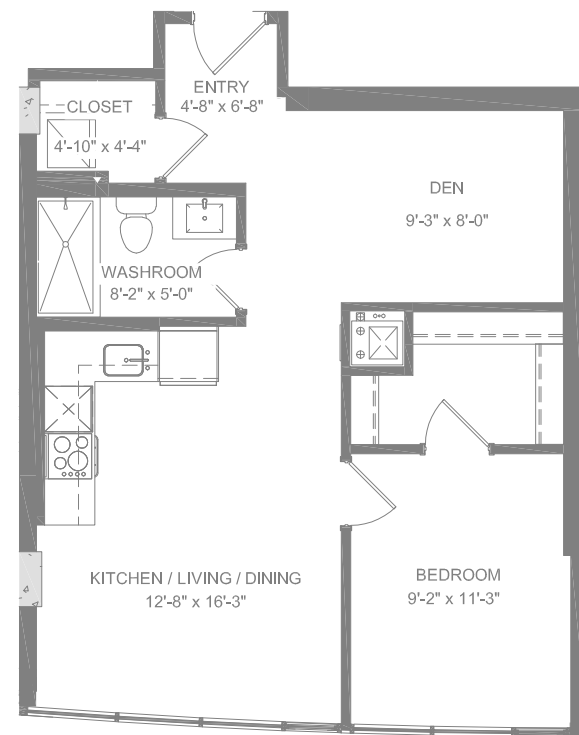 ENTRY
4'-8" x 6'-8"
CLOSET
4'-10" x 4'-4"
DEN
9'-3" x 8'-0"
WASHROOM
8'-2" x 5'-0"
KITCHEN / LIVING / DINING
12'-8" x 16'-3"
BEDROOM
9'-2" x 11'-3"